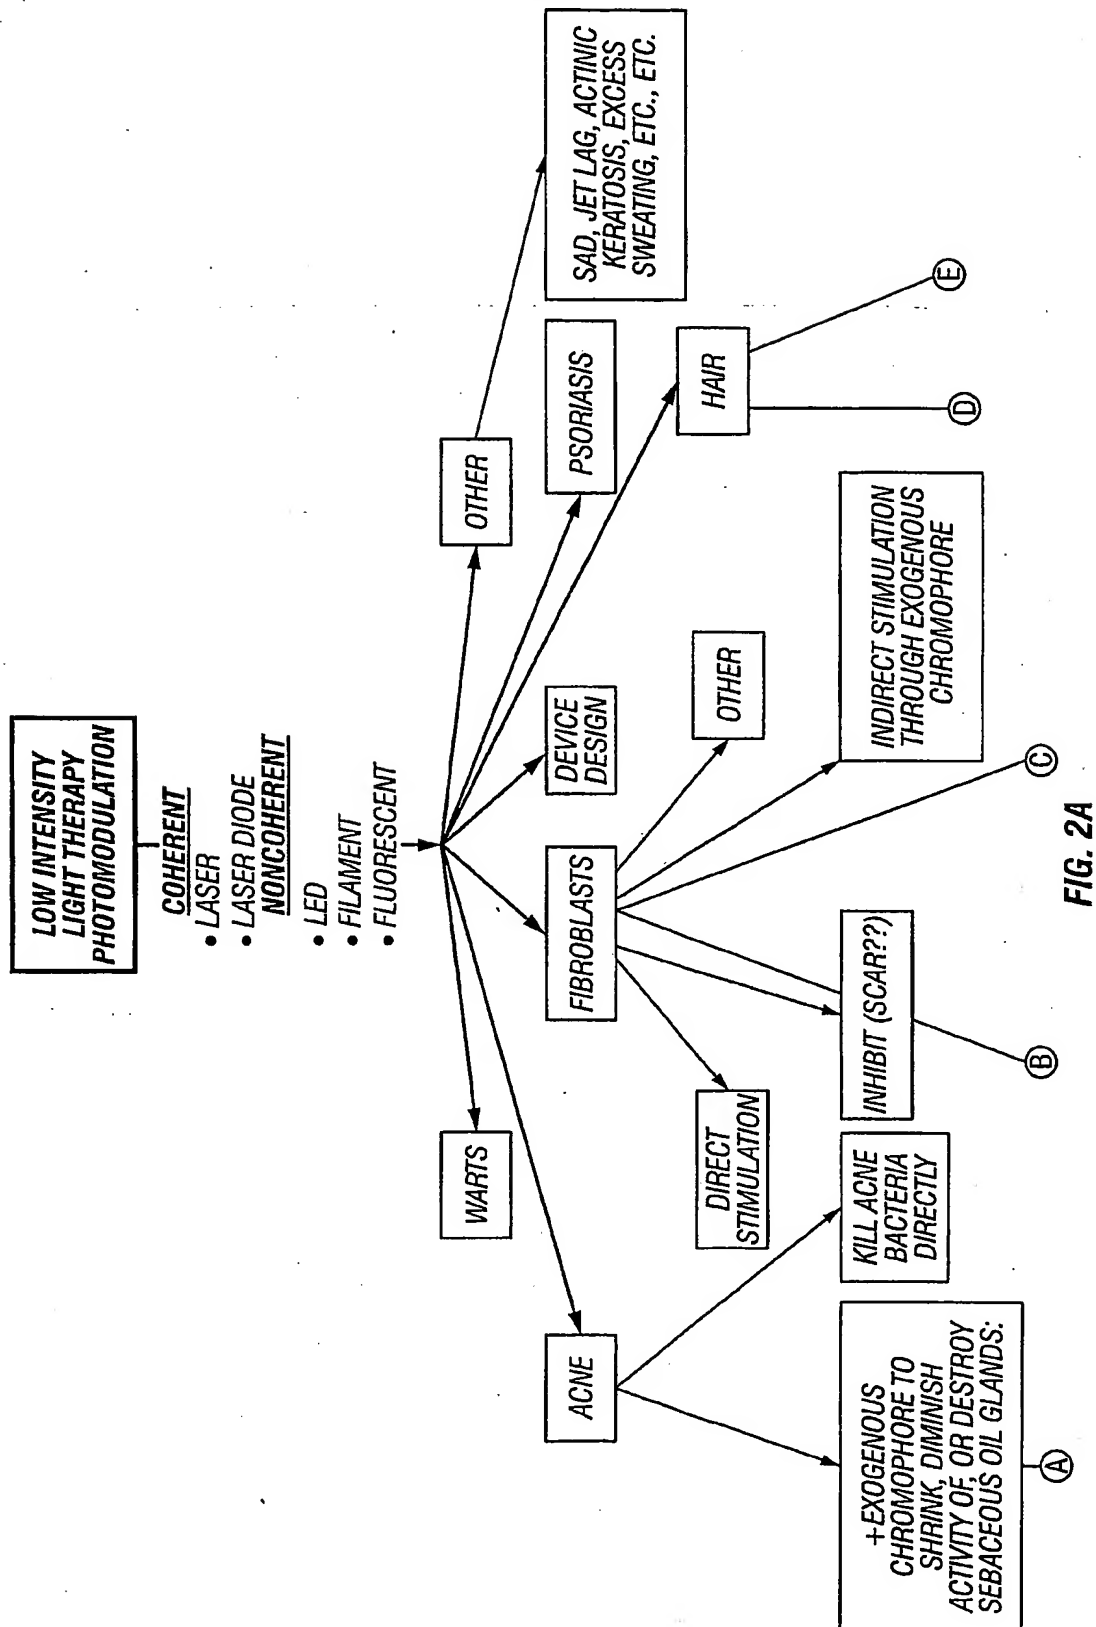 LOW INTENSITY
LIGHT THERAPY
PHOTOMODULATION
COHERENT
• LASER
• LASER DIODE
NONCOHERENT
• LED
• FILAMENT
• FLUORESCENT
WARTS
OTHER
ACNE
FIBROBLASTS
DEVICE
DESIGN
PSORIASIS
SAD, JET LAG, ACTINIC
KERATOSIS, EXCESS
SWEATING, ETC., ETC.
DIRECT
STIMULATION
OTHER
HAIR
+EXOGENOUS
CHROMOPHORE TO
SHRINK, DIMINISH
ACTIVITY OF, OR DESTROY
SEBACEOUS OIL GLANDS:
KILL ACNE
BACTERIA
DIRECTLY
INHIBIT (SCAR??)
INDIRECT STIMULATION
THROUGH EXOGENOUS
CHROMOPHORE
A
B
C
D
E
FIG. 2A